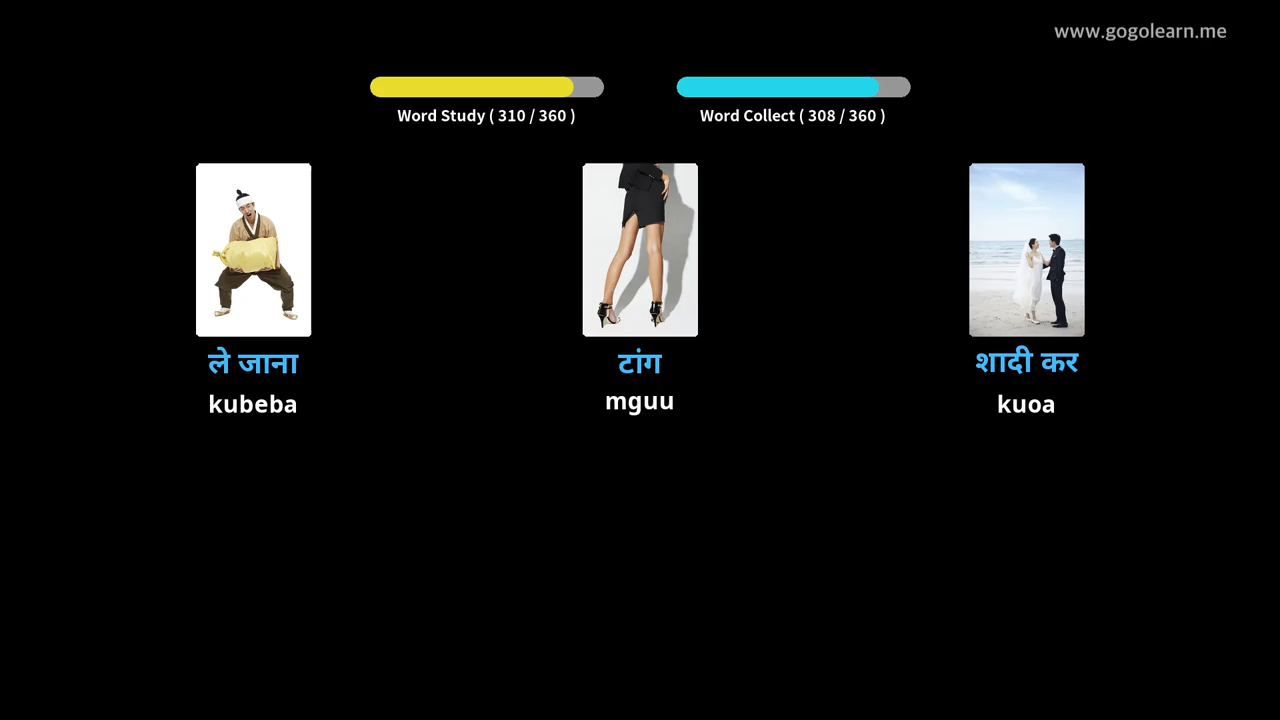 www.gogolearn.me
Word Study ( 310 / 360 )
Word Collect ( 308 / 360 )
ले जाना
kubeba
टांग
mguu
शादी कर
kuoa